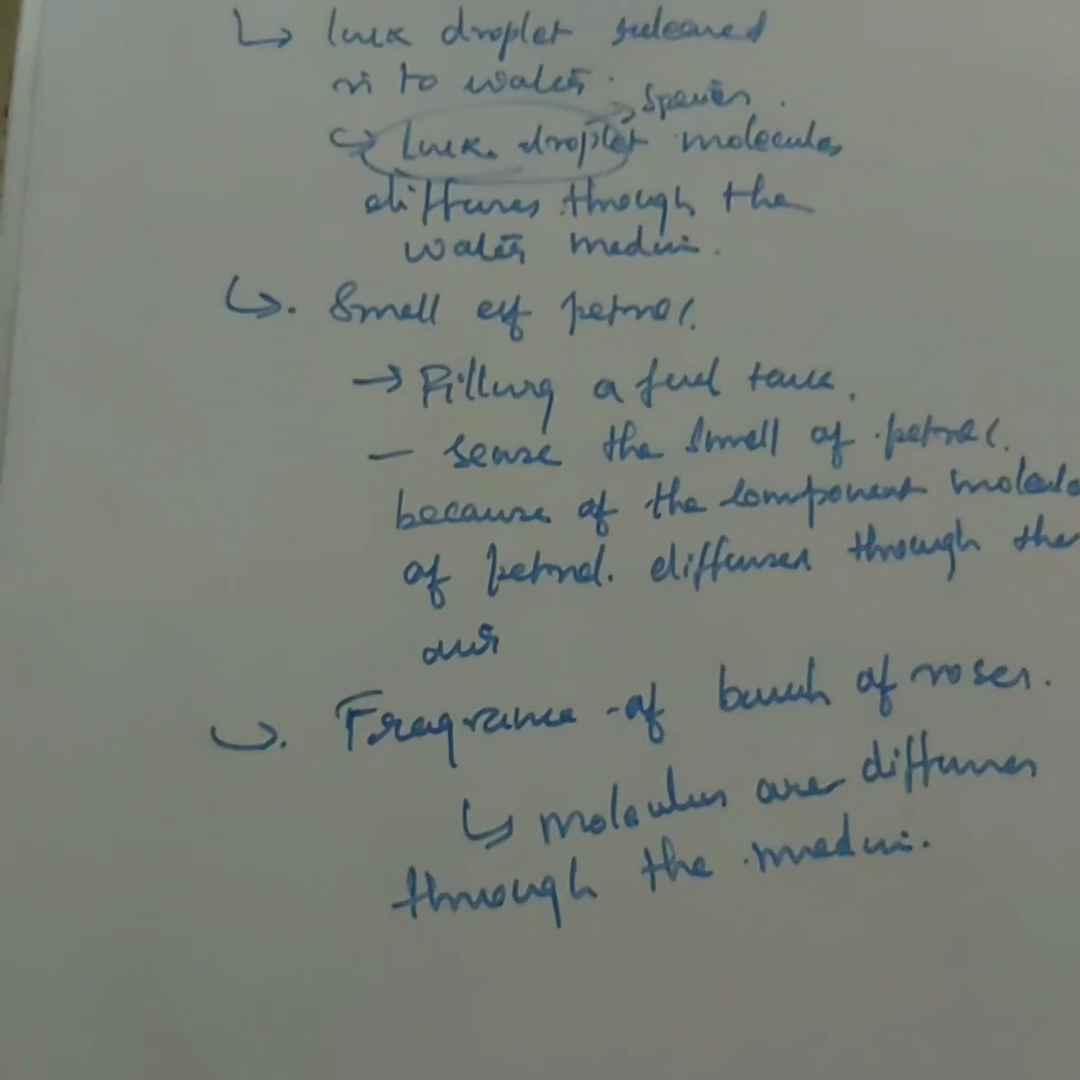 ↳ Ink droplet released
in to water.
→ Species.
↪ Ink droplet molecules
diffuses through the
water medium.
↪. Smell of petrol.
→ Filling a fuel tank.
– sense the smell of petrol.
because of the component molecule
of petrol. diffuses through the
air
↪. Fragrance of bunch of roses.
↳ molecules are diffuses
through the medium.